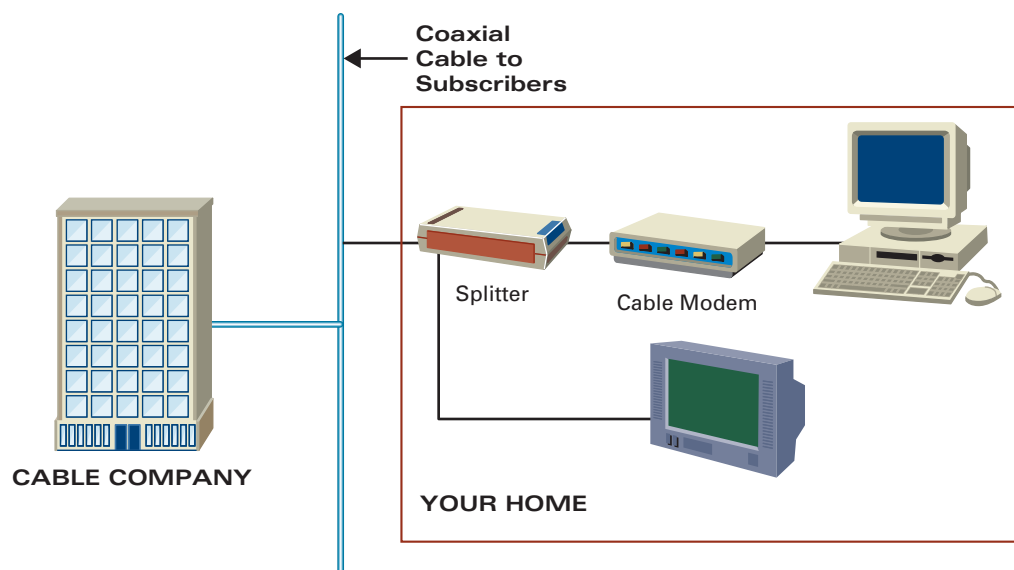 Coaxial
Cable to
Subscribers
Splitter
Cable Modem
CABLE COMPANY
YOUR HOME